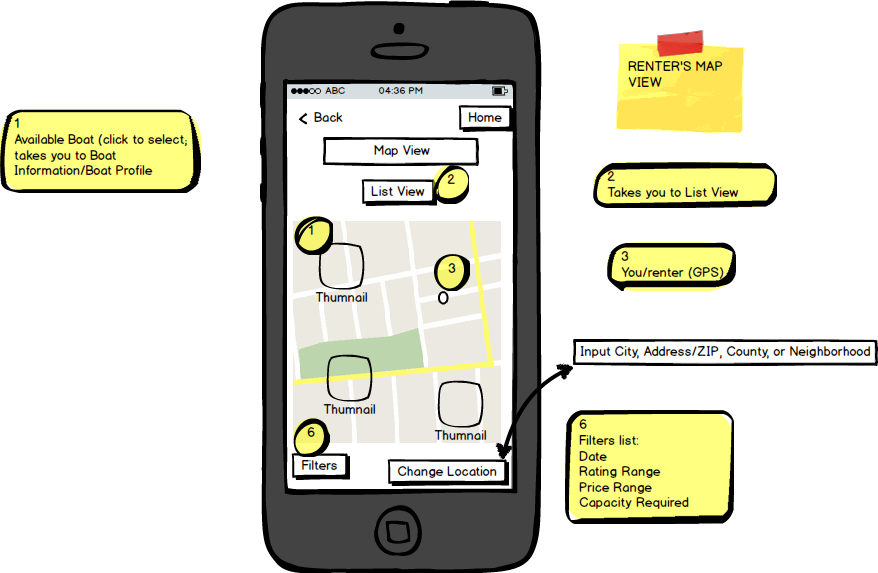 RENTER'S MAP
VIEW
1
Available Boat (click to select;
takes you to Boat
Information/Boat Profile
ABC
04:36 PM
Back
Home
Map View
List View
2
1
Thumnail
3
Thumnail
Thumnail
6
Filters
Change Location
2
Takes you to List View
3
You/renter (GPS)
Input City, Address/ZIP, County, or Neighborhood
6
Filters list:
Date
Rating Range
Price Range
Capacity Required